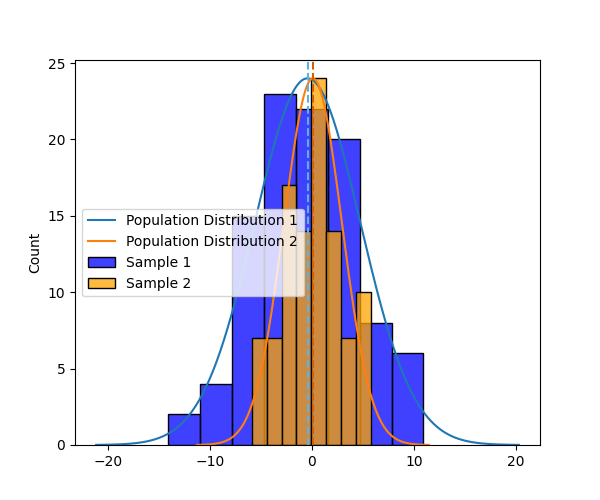 25
20
15
10
5
0
Count
Population Distribution 1
Population Distribution 2
Sample 1
Sample 2
−20 −10 0 10 20